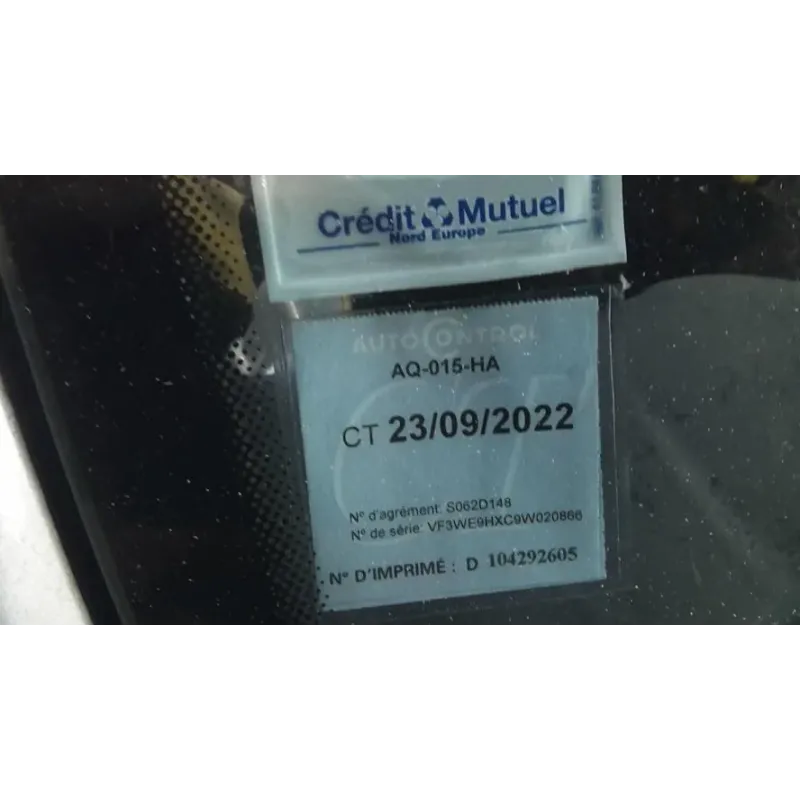 Crédit Mutuel
Nord Europe
AUTOCONTROL
AQ-015-HA
CT 23/09/2022
N° d'agrément: S062D148
N° de série: VF3WE9HXC9W020866
N° D'IMPRIMÉ : D 104292605